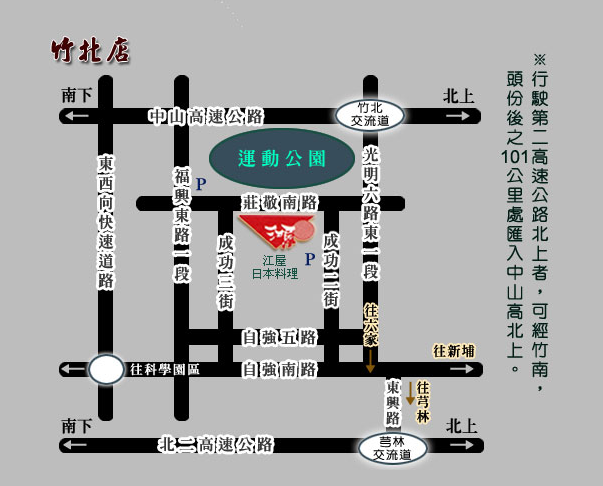 竹北店
南下
北上
竹北
交流道
中山高速公路
運動公園
東西向快速道路
福興東路一段
P
光明六路東一段
莊敬南路
江屋
日本料理
P
成功三街
成功二街
自強五路
往六家
往新埔
往科學園區
自強南路
東興路
往芎林
南下
北上
北二高速公路
芎林
交流道
※行駛第二高速公路北上者，可經竹南，
頭份後之101公里處匯入中山高北上。